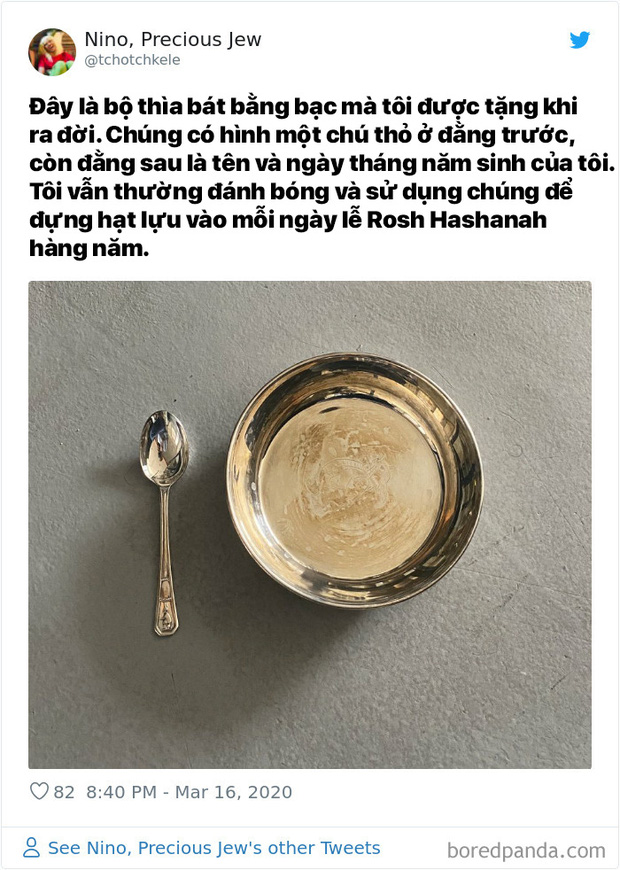 Nino, Precious Jew
@tchotchkele
Đây là bộ thìa bát bằng bạc mà tôi được tặng khi
ra đời. Chúng có hình một chú thỏ ở đằng trước,
còn đằng sau là tên và ngày tháng năm sinh của tôi.
Tôi vẫn thường đánh bóng và sử dụng chúng để
đựng hạt lựu vào mỗi ngày lễ Rosh Hashanah
hàng năm.
82 8:40 PM - Mar 16, 2020
See Nino, Precious Jew's other Tweets
boredpanda.com